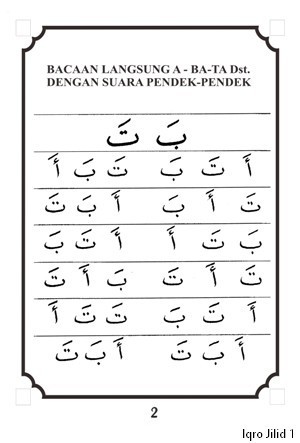 BACAAN LANGSUNG A - BA-TA Dst.
DENGAN SUARA PENDEK-PENDEK
بَ تَ
أَ تَ بَ تَ بَ أَ
تَ أَ بَ أَ بَ تَ
بَ تَ أَ أَ تَ بَ
تَ أَ تَ بَ أَ تَ
أَ تَ بَ تَ تَ أَ
أَ بَ تَ أَ بَ تَ
2
Iqro Jilid 1